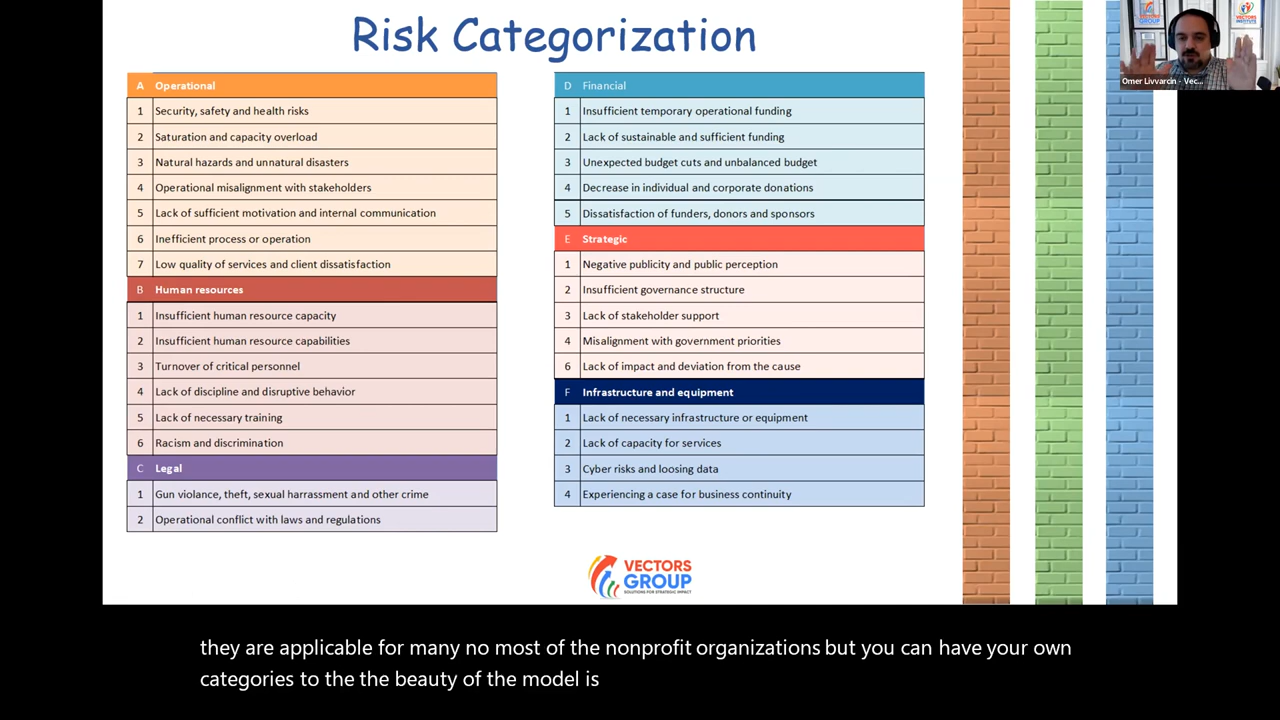 Risk Categorization
A Operational
1 Security, safety and health risks
2 Saturation and capacity overload
3 Natural hazards and unnatural disasters
4 Operational misalignment with stakeholders
5 Lack of sufficient motivation and internal communication
6 Inefficient process or operation
7 Low quality of services and client dissatisfaction
B Human resources
1 Insufficient human resource capacity
2 Insufficient human resource capabilities
3 Turnover of critical personnel
4 Lack of discipline and disruptive behavior
5 Lack of necessary training
6 Racism and discrimination
C Legal
1 Gun violence, theft, sexual harrassment and other crime
2 Operational conflict with laws and regulations
D Financial
1 Insufficient temporary operational funding
2 Lack of sustainable and sufficient funding
3 Unexpected budget cuts and unbalanced budget
4 Decrease in individual and corporate donations
5 Dissatisfaction of funders, donors and sponsors
E Strategic
1 Negative publicity and public perception
2 Insufficient governance structure
3 Lack of stakeholder support
4 Misalignment with government priorities
6 Lack of impact and deviation from the cause
F Infrastructure and equipment
1 Lack of necessary infrastructure or equipment
2 Lack of capacity for services
3 Cyber risks and loosing data
4 Experiencing a case for business continuity
VECTORS
GROUP
SOLUTIONS FOR STRATEGIC IMPACT
VECTORS
GROUP
VECTORS
INSTITUTE
Omer Livvarcin - Vec...
they are applicable for many no most of the nonprofit organizations but you can have your own
categories to the the beauty of the model is